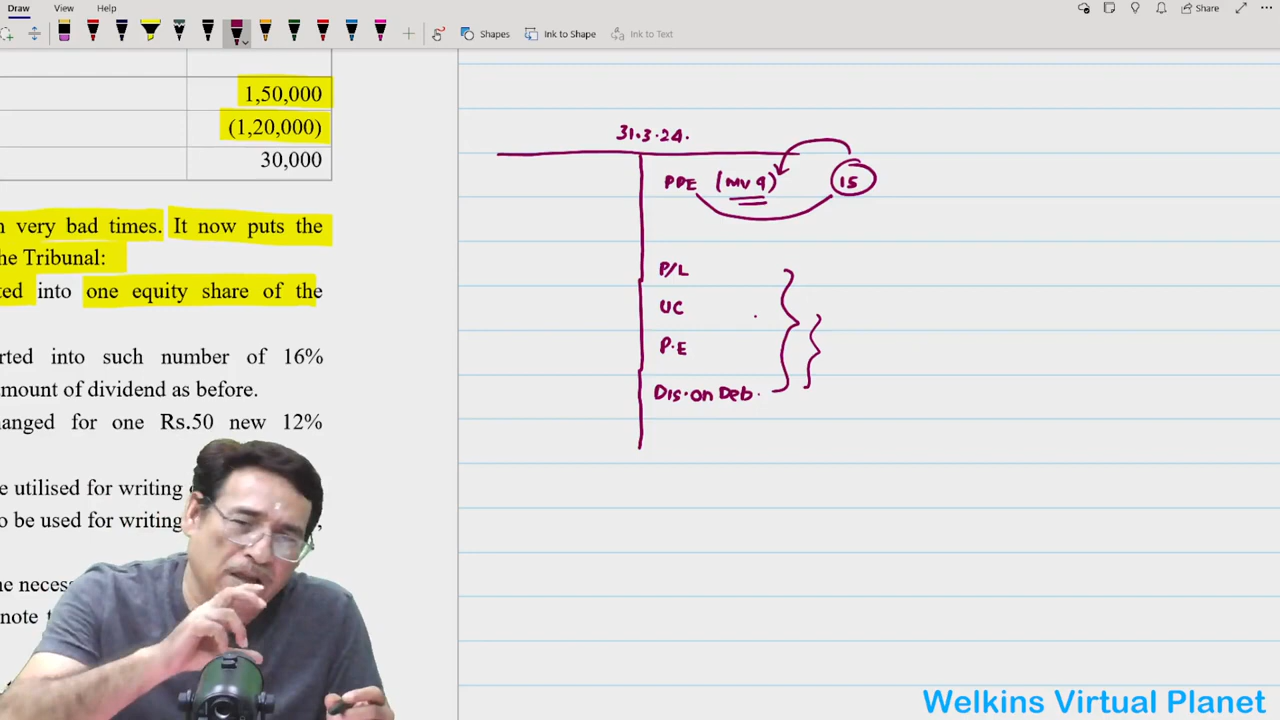 Draw View Help
Share
Shapes Ink to Shape Ink to Text
1,50,000
(1,20,000)
30,000
very bad times. It now puts the
he Tribunal:
into one equity share of the
rted into such number of 16%
amount of dividend as before.
anged for one Rs.50 new 12%
e utilised for writing
o be used for writing
he neces
note
31.3.24.
PPE (MV 9) 15
P/L
UC
P.E
Dis.on Deb.
Welkins Virtual Planet